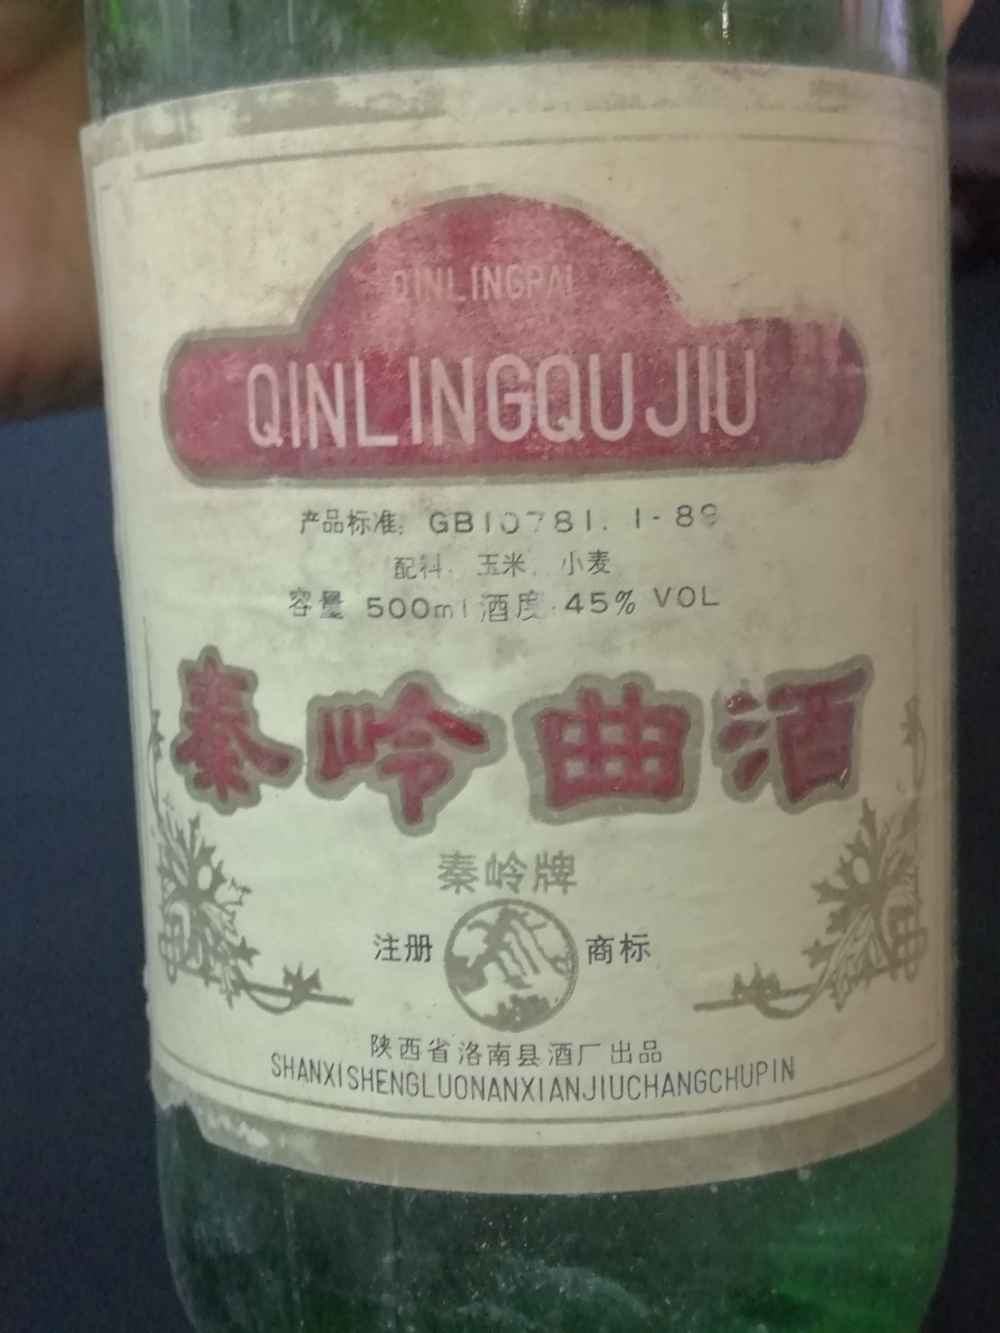 QINLINGPAI
QINLINGQUJIU
产品标准: GB10781.1-89
配料: 玉米、小麦
容量 500ml 酒度:45% VOL
秦岭曲酒
秦岭牌
注册 商标
陕西省洛南县酒厂出品
SHANXISHENGLUONANXIANJIUCHANGCHUPIN